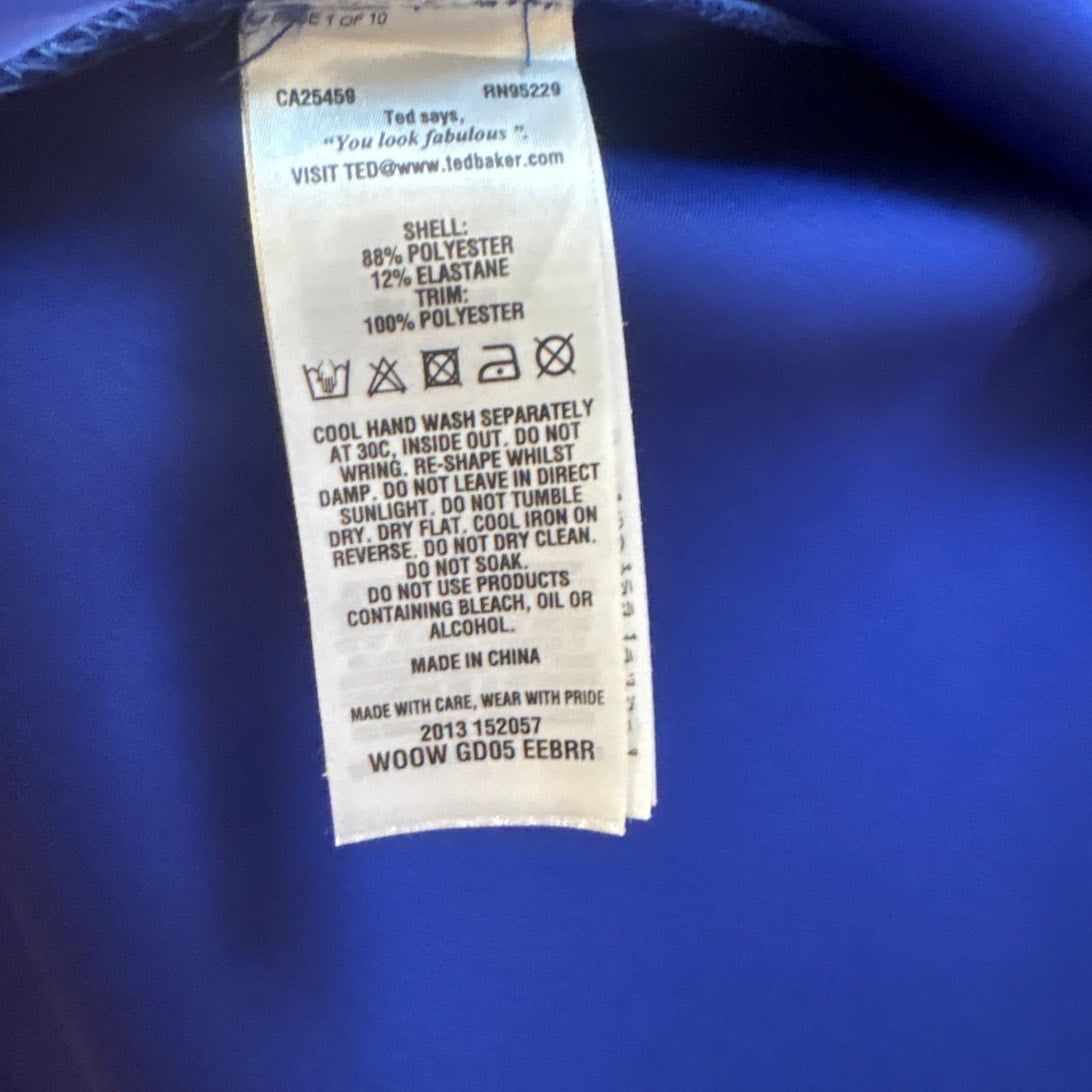 1 OF 10
CA25459 RN95229
Ted says,
“You look fabulous ”.
VISIT TED@www.tedbaker.com
SHELL:
88% POLYESTER
12% ELASTANE
TRIM:
100% POLYESTER
COOL HAND WASH SEPARATELY
AT 30C, INSIDE OUT. DO NOT
WRING. RE-SHAPE WHILST
DAMP. DO NOT LEAVE IN DIRECT
SUNLIGHT. DO NOT TUMBLE
DRY. DRY FLAT. COOL IRON ON
REVERSE. DO NOT DRY CLEAN.
DO NOT SOAK.
DO NOT USE PRODUCTS
CONTAINING BLEACH, OIL OR
ALCOHOL.
MADE IN CHINA
MADE WITH CARE, WEAR WITH PRIDE
2013 152057
WOOW GD05 EEBRR